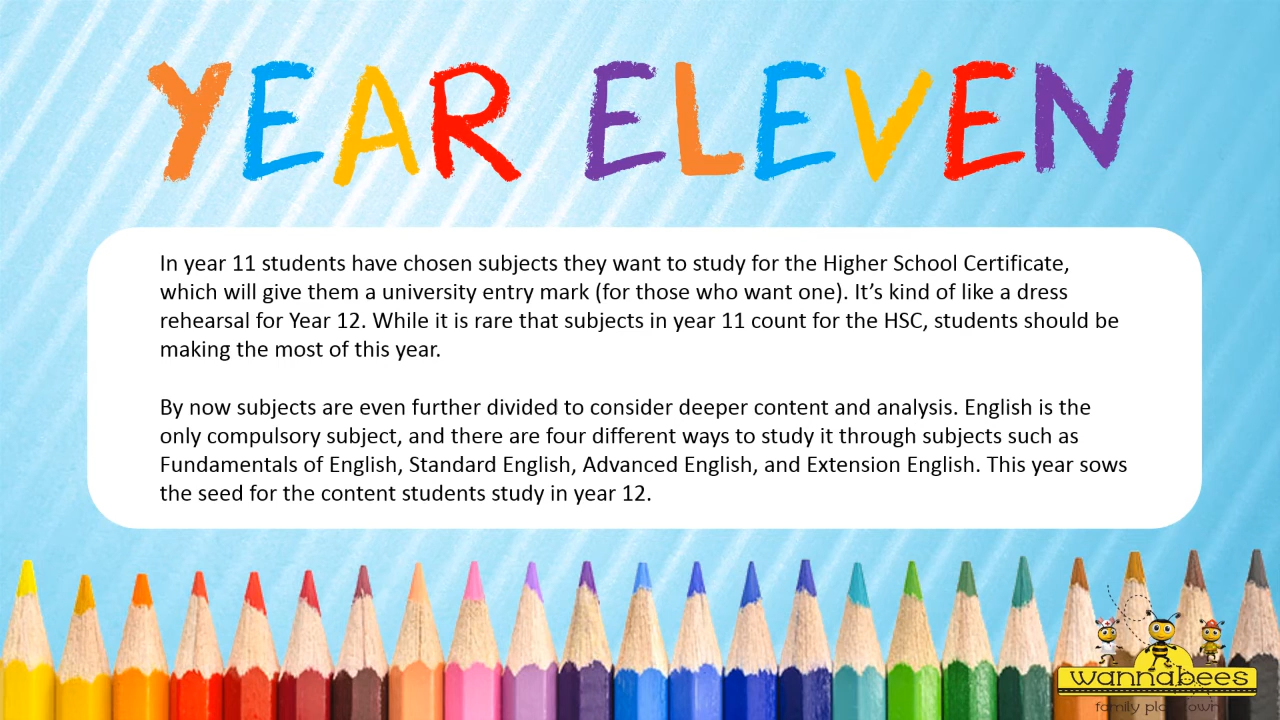 YEAR ELEVEN
In year 11 students have chosen subjects they want to study for the Higher School Certificate,
which will give them a university entry mark (for those who want one). It’s kind of like a dress
rehearsal for Year 12. While it is rare that subjects in year 11 count for the HSC, students should be
making the most of this year.
By now subjects are even further divided to consider deeper content and analysis. English is the
only compulsory subject, and there are four different ways to study it through subjects such as
Fundamentals of English, Standard English, Advanced English, and Extension English. This year sows
the seed for the content students study in year 12.
wannabees
family play town